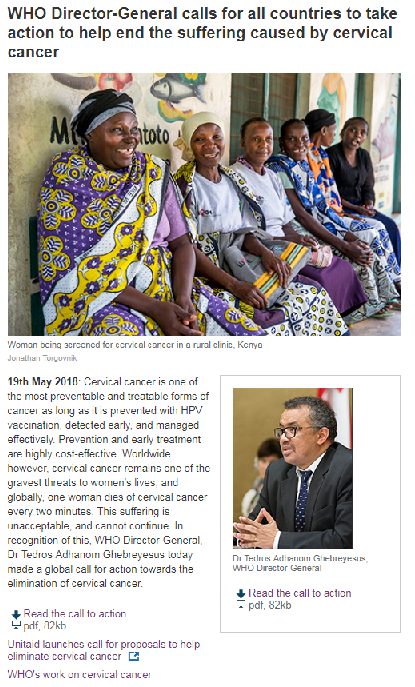 WHO Director-General calls for all countries to take
action to help end the suffering caused by cervical
cancer
Woman being screened for cervical cancer in a rural clinic, Kenya
Jonathan Torgovnik
19th May 2018: Cervical cancer is one of
the most preventable and treatable forms of
cancer as long as it is prevented with HPV
vaccination, detected early, and managed
effectively. Prevention and early treatment
are highly cost-effective. Worldwide
however, cervical cancer remains one of the
gravest threats to women's lives, and
globally, one woman dies of cervical cancer
every two minutes. This suffering is
unacceptable, and cannot continue. In
recognition of this, WHO Director General,
Dr Tedros Adhanom Ghebreyesus today
made a global call for action towards the
elimination of cervical cancer.
Read the call to action
pdf, 82kb
Unitaid launches call for proposals to help
eliminate cervical cancer
WHO's work on cervical cancer
Dr Tedros Adhanom Ghebreyesus,
WHO Director General
Read the call to action
pdf, 82kb